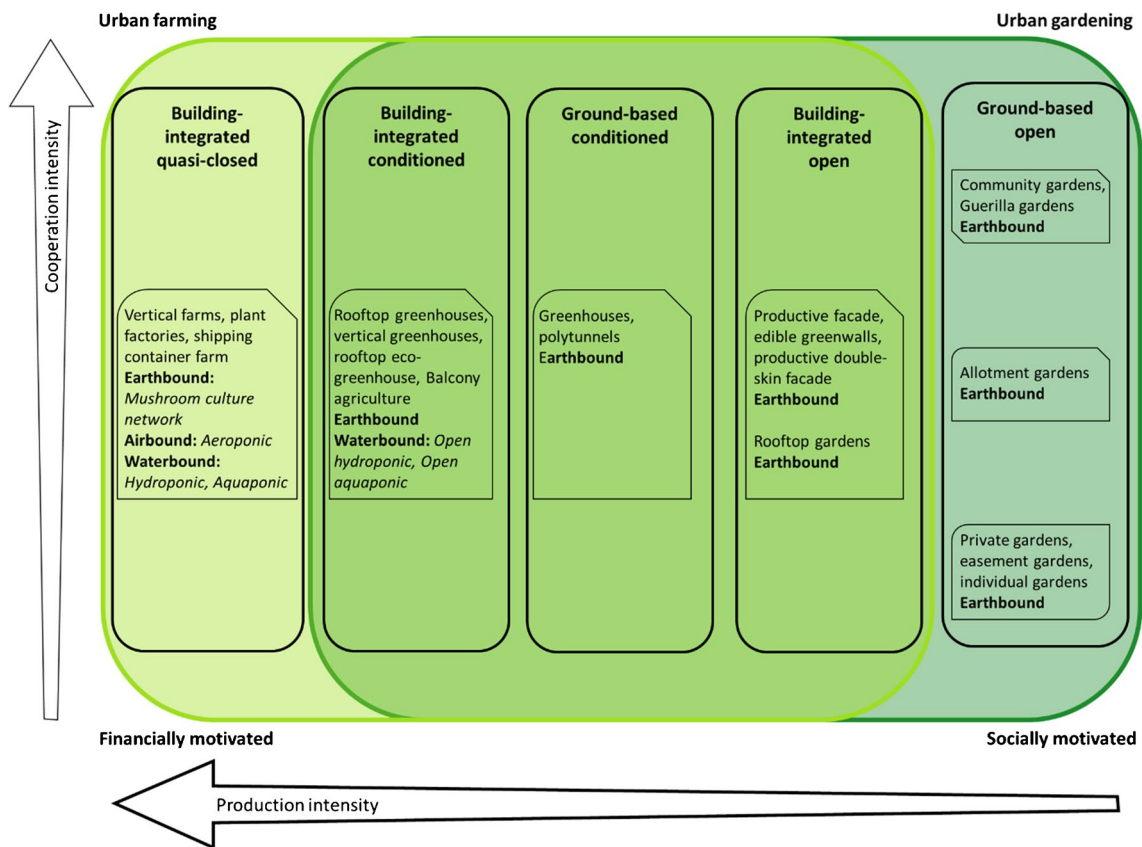 Urban farming
Urban gardening
Cooperation intensity
Building-
integrated
quasi-closed
Vertical farms, plant
factories, shipping
container farm
Earthbound:
Mushroom culture
network
Airbound: Aeroponic
Waterbound:
Hydroponic, Aquaponic
Building-
integrated
conditioned
Rooftop greenhouses,
vertical greenhouses,
rooftop eco-
greenhouse, Balcony
agriculture
Earthbound
Waterbound: Open
hydroponic, Open
aquaponic
Ground-based
conditioned
Greenhouses,
polytunnels
Earthbound
Building-
integrated
open
Productive facade,
edible greenwalls,
productive double-
skin facade
Earthbound
Rooftop gardens
Earthbound
Ground-based
open
Community gardens,
Guerilla gardens
Earthbound
Allotment gardens
Earthbound
Private gardens,
easement gardens,
individual gardens
Earthbound
Financially motivated
Socially motivated
Production intensity